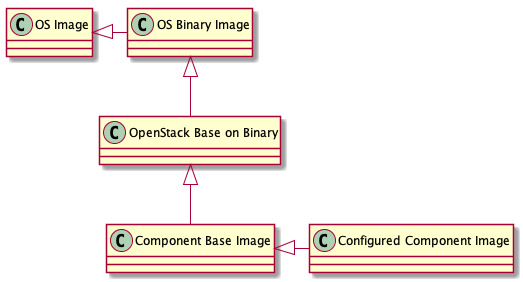 C OS Image
C OS Binary Image
C OpenStack Base on Binary
C Component Base Image
C Configured Component Image